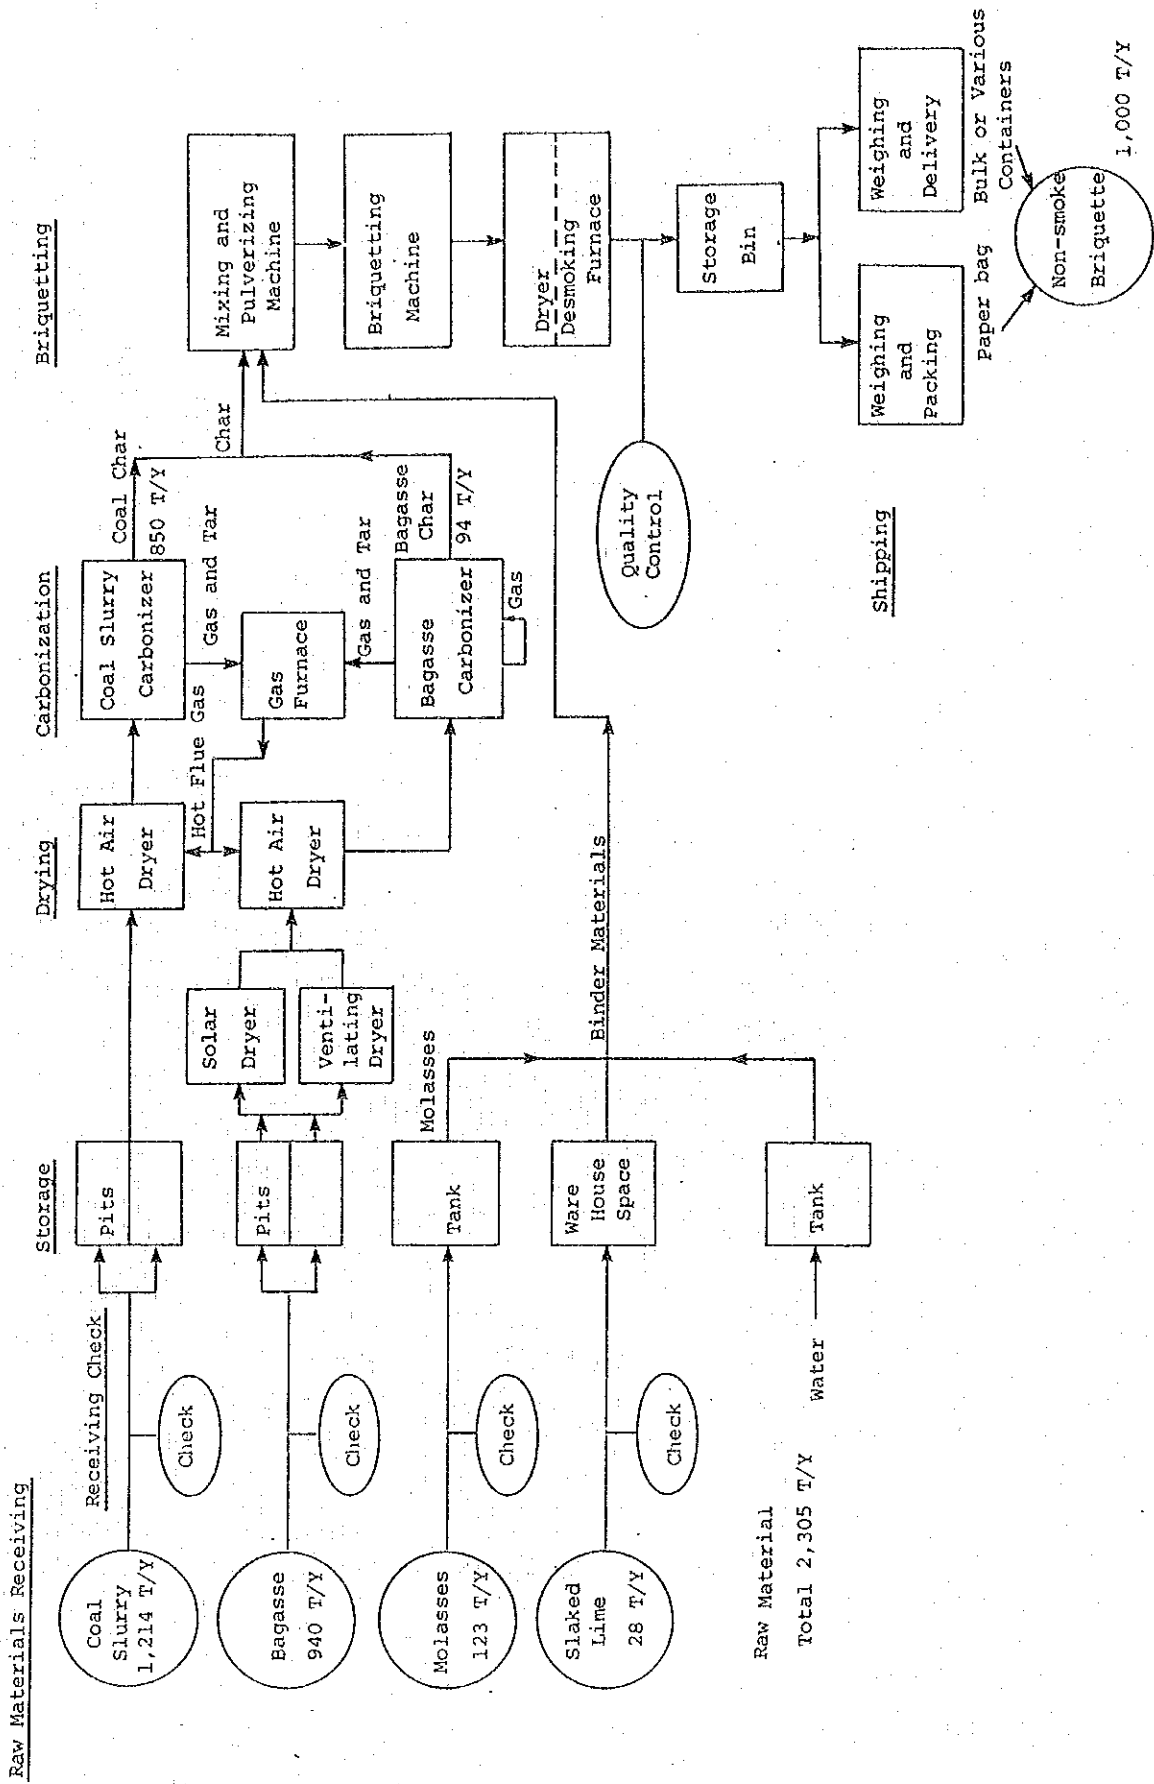 Raw Materials Receiving
Receiving Check
Storage
Drying
Carbonization
Briquetting
Coal
Slurry
1,214 T/Y
Check
Pits
Hot Air
Dryer
Coal Slurry
Carbonizer
Coal Char
850 T/Y
Gas and Tar
Hot Flue Gas
Gas
Furnace
Char
Mixing and
Pulverizing
Machine
Bagasse
940 T/Y
Check
Pits
Solar
Dryer
Venti-
lating
Dryer
Hot Air
Dryer
Gas and Tar
Bagasse
Carbonizer
Bagasse
Char
94 T/Y
Gas
Briquetting
Machine
Molasses
123 T/Y
Check
Tank
Molasses
Dryer
Desmoking
Furnace
Slaked
Lime
28 T/Y
Check
Ware
House
Space
Binder Materials
Quality
Control
Storage
Bin
Water
Tank
Raw Material
Total 2,305 T/Y
Shipping
Weighing
and
Packing
Weighing
and
Delivery
Paper bag
Bulk or Various
Containers
Non-smoke
Briquette
1,000 T/Y